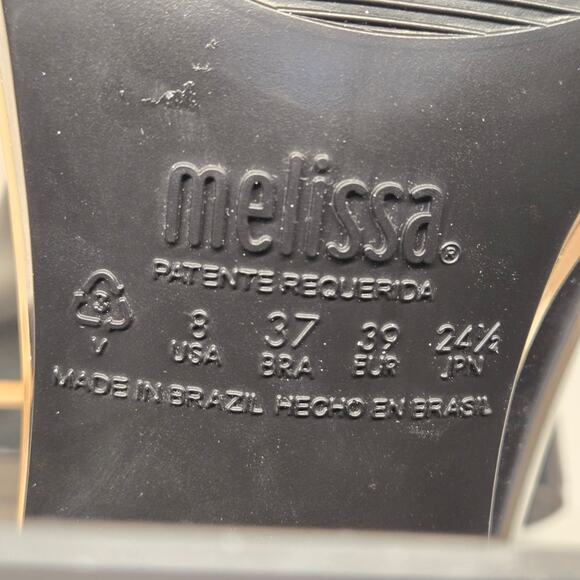 melissa®
PATENTE REQUERIDA
3 8 37 39 24½
V USA BRA EUR JPN
MADE IN BRAZIL HECHO EN BRASIL